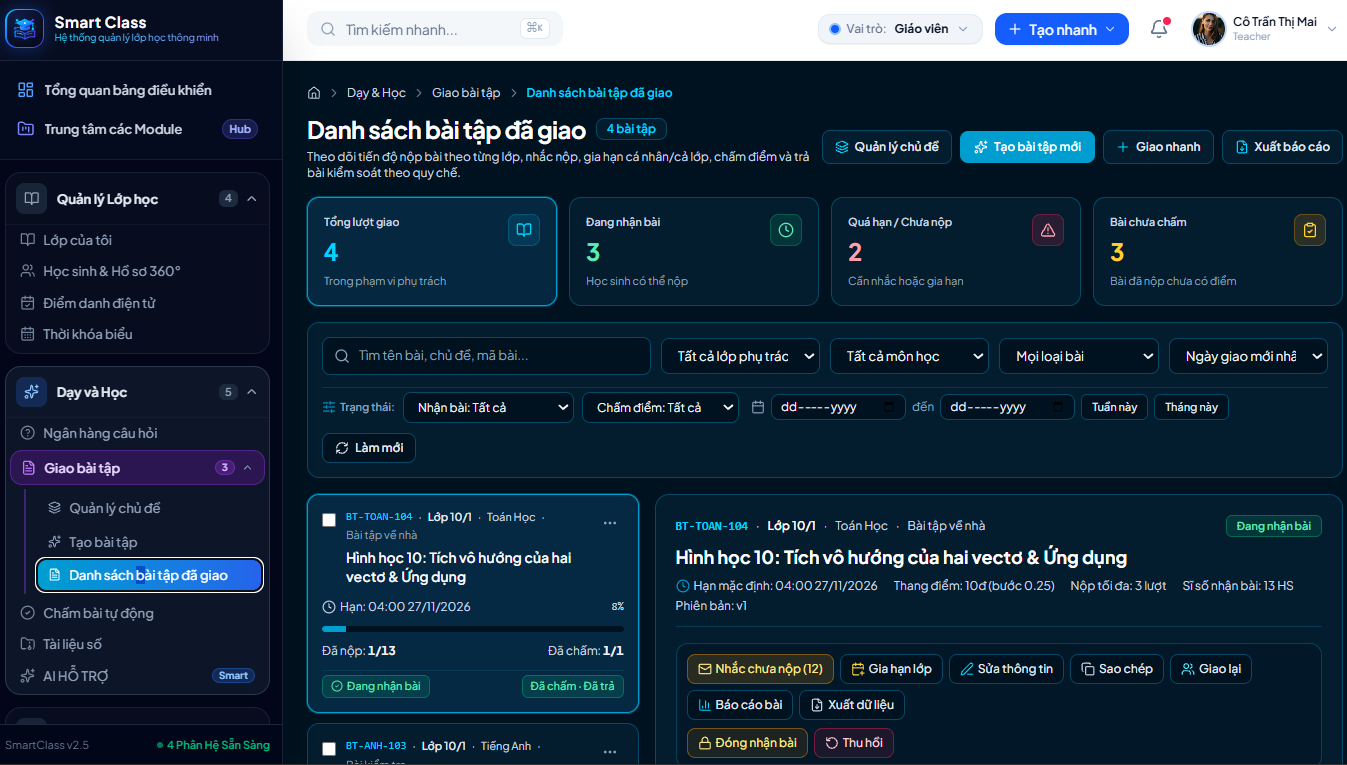 Smart Class
Hệ thống quản lý lớp học thông minh
Tìm kiếm nhanh...
⌘K
Vai trò: Giáo viên
+ Tạo nhanh
Cô Trần Thị Mai
Teacher
Tổng quan bảng điều khiển
Trung tâm các Module
Hub
Quản lý Lớp học
4
Lớp của tôi
Học sinh & Hồ sơ 360°
Điểm danh điện tử
Thời khóa biểu
Dạy và Học
5
Ngân hàng câu hỏi
Giao bài tập
3
Quản lý chủ đề
Tạo bài tập
Danh sách bài tập đã giao
Chấm bài tự động
Tài liệu số
AI HỖ TRỢ
Smart
SmartClass v2.5
4 Phân Hệ Sẵn Sàng
Dạy & Học > Giao bài tập > Danh sách bài tập đã giao
Danh sách bài tập đã giao
4 bài tập
Theo dõi tiến độ nộp bài theo từng lớp, nhắc nộp, gia hạn cá nhân/cả lớp, chấm điểm và trả
bài kiểm soát theo quy chế.
Quản lý chủ đề
Tạo bài tập mới
+ Giao nhanh
Xuất báo cáo
Tổng lượt giao
4
Trong phạm vi phụ trách
Đang nhận bài
3
Học sinh có thể nộp
Quá hạn / Chưa nộp
2
Cần nhắc hoặc gia hạn
Bài chưa chấm
3
Bài đã nộp chưa có điểm
Tìm tên bài, chủ đề, mã bài...
Tất cả lớp phụ trác
Tất cả môn học
Mọi loại bài
Ngày giao mới nhấ
Trạng thái:
Nhận bài: Tất cả
Chấm điểm: Tất cả
dd-----yyyy
đến
dd-----yyyy
Tuần này
Tháng này
Làm mới
BT-TOAN-104 · Lớp 10/1 · Toán Học ·
Bài tập về nhà
Hình học 10: Tích vô hướng của hai
vectơ & Ứng dụng
Hạn: 04:00 27/11/2026
8%
Đã nộp: 1/13
Đã chấm: 1/1
Đang nhận bài
Đã chấm · Đã trả
BT-ANH-103 · Lớp 10/1 · Tiếng Anh ·
Bài kiểm tra
BT-TOAN-104 · Lớp 10/1 · Toán Học · Bài tập về nhà
Đang nhận bài
Hình học 10: Tích vô hướng của hai vectơ & Ứng dụng
Hạn mặc định: 04:00 27/11/2026
Thang điểm: 10đ (bước 0.25)
Nộp tối đa: 3 lượt
Sĩ số nhận bài: 13 HS
Phiên bản: v1
Nhắc chưa nộp (12)
Gia hạn lớp
Sửa thông tin
Sao chép
Giao lại
Báo cáo bài
Xuất dữ liệu
Đóng nhận bài
Thu hồi